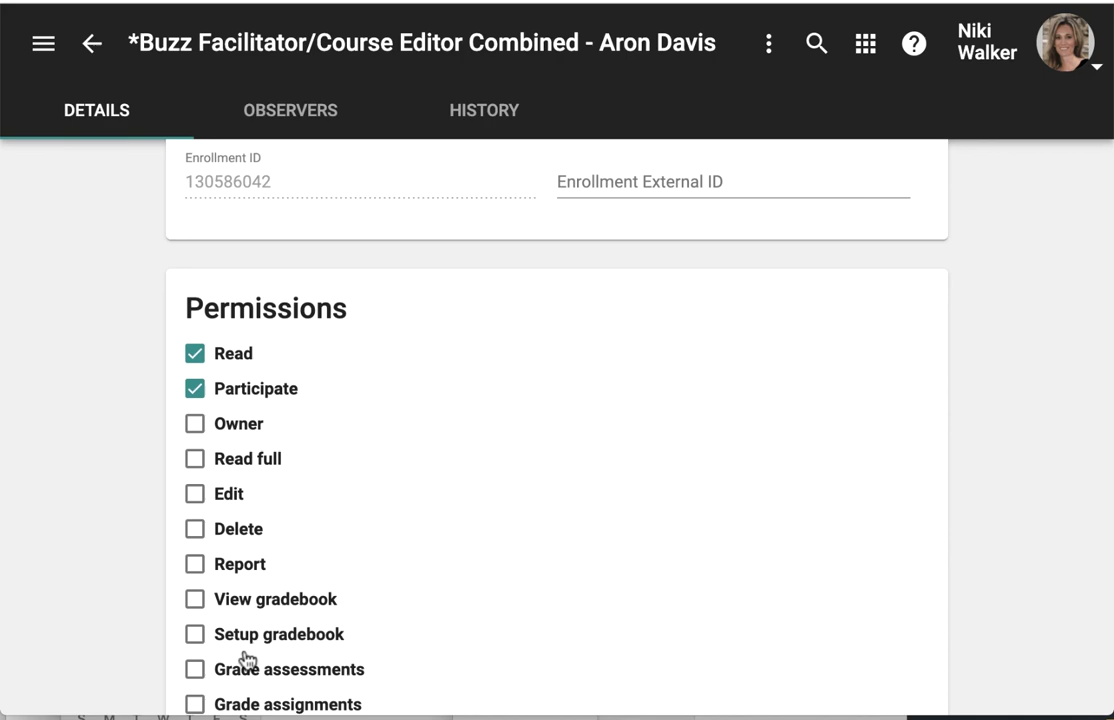 *Buzz Facilitator/Course Editor Combined - Aron Davis
Niki
Walker
DETAILS
OBSERVERS
HISTORY
Enrollment ID
130586042
Enrollment External ID
Permissions
Read
Participate
Owner
Read full
Edit
Delete
Report
View gradebook
Setup gradebook
Grade assessments
Grade assignments
S M T W T F S